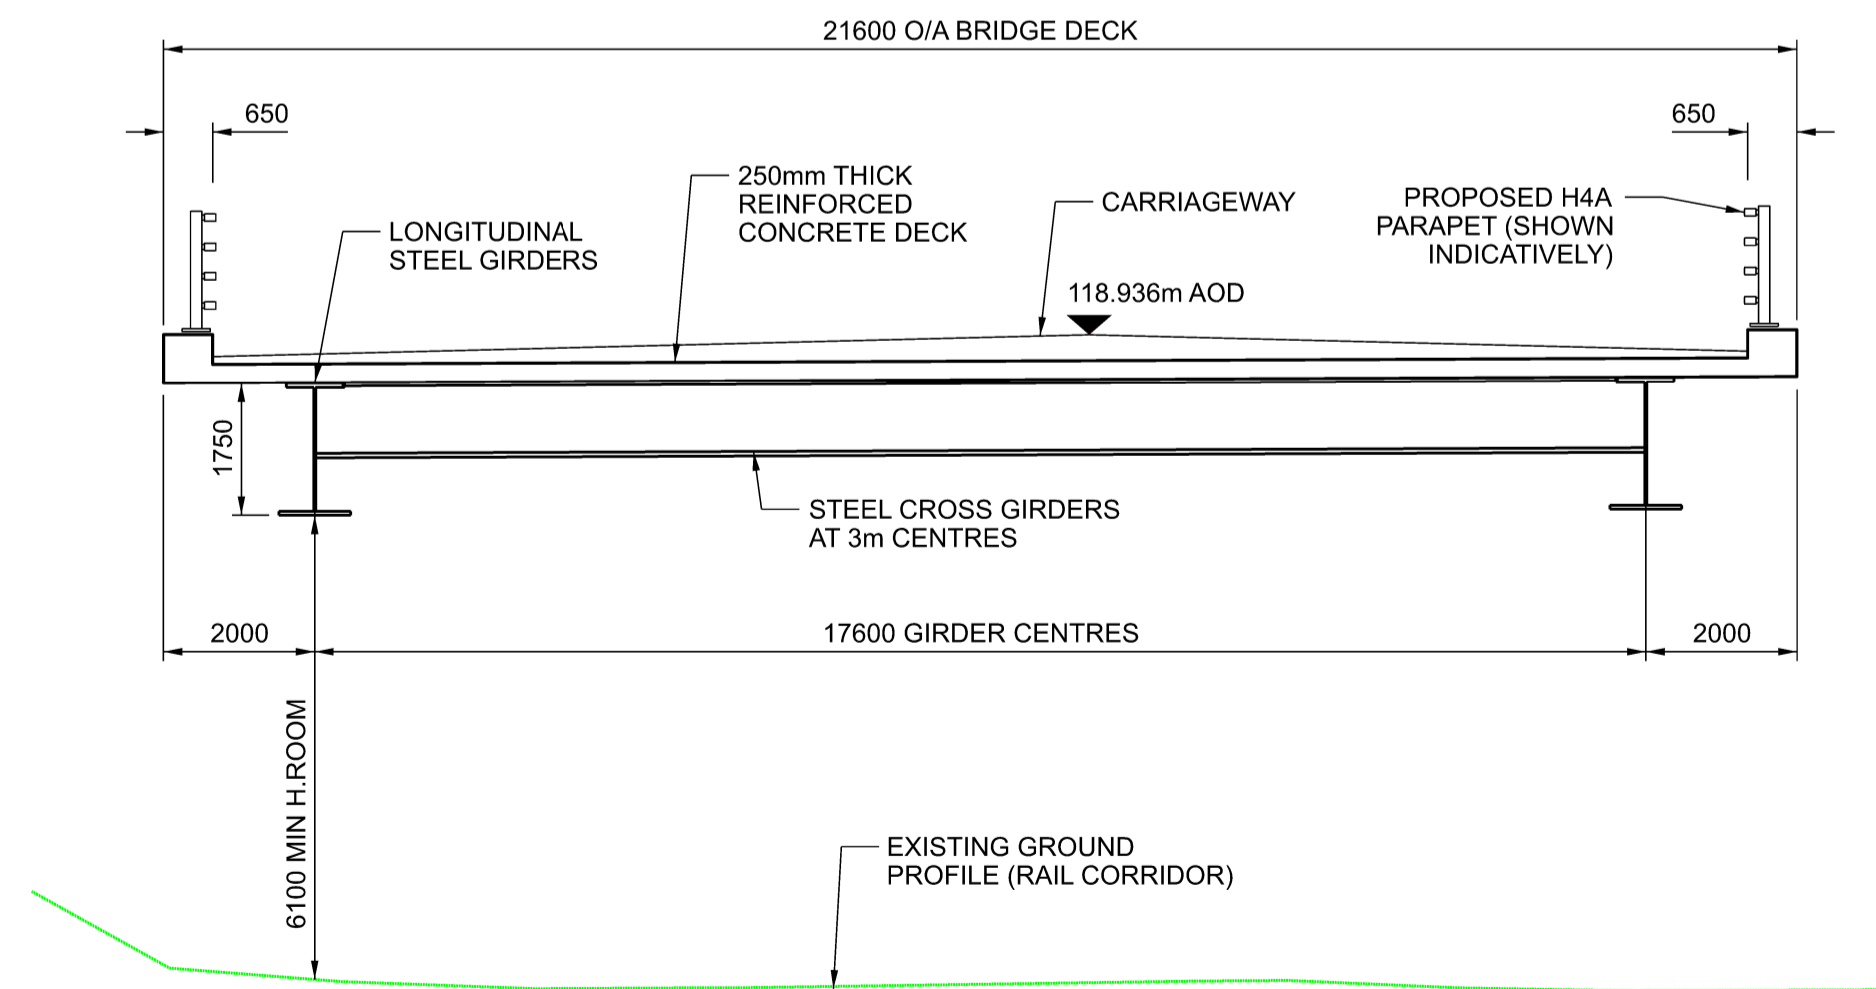 21600 O/A BRIDGE DECK
650
650
250mm THICK
REINFORCED
CONCRETE DECK
CARRIAGEWAY
PROPOSED H4A
PARAPET (SHOWN
INDICATIVELY)
LONGITUDINAL
STEEL GIRDERS
118.936m AOD
1750
STEEL CROSS GIRDERS
AT 3m CENTRES
2000
17600 GIRDER CENTRES
2000
6100 MIN H.ROOM
EXISTING GROUND
PROFILE (RAIL CORRIDOR)